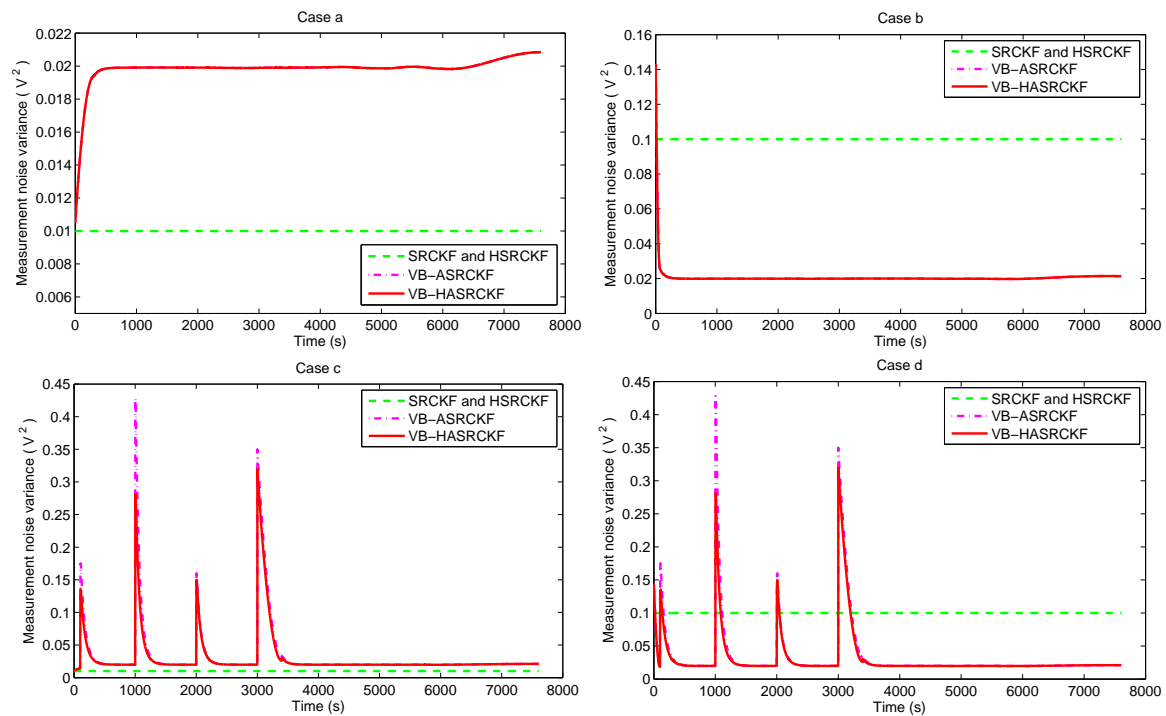 Case a
Measurement noise variance ( V 2 )
0.022
0.02
0.018
0.016
0.014
0.012
0.01
0.008
0.006
0 1000 2000 3000 4000 5000 6000 7000 8000
Time (s)
SRCKF and HSRCKF
VB−ASRCKF
VB−HASRCKF
Case b
Measurement noise variance ( V 2 )
0.16
0.14
0.12
0.1
0.08
0.06
0.04
0.02
0
0 1000 2000 3000 4000 5000 6000 7000 8000
Time (s)
SRCKF and HSRCKF
VB−ASRCKF
VB−HASRCKF
Case c
Measurement noise variance ( V 2 )
0.45
0.4
0.35
0.3
0.25
0.2
0.15
0.1
0.05
0
0 1000 2000 3000 4000 5000 6000 7000 8000
Time (s)
SRCKF and HSRCKF
VB−ASRCKF
VB−HASRCKF
Case d
Measurement noise variance ( V 2 )
0.45
0.4
0.35
0.3
0.25
0.2
0.15
0.1
0.05
0
0 1000 2000 3000 4000 5000 6000 7000 8000
Time (s)
SRCKF and HSRCKF
VB−ASRCKF
VB−HASRCKF